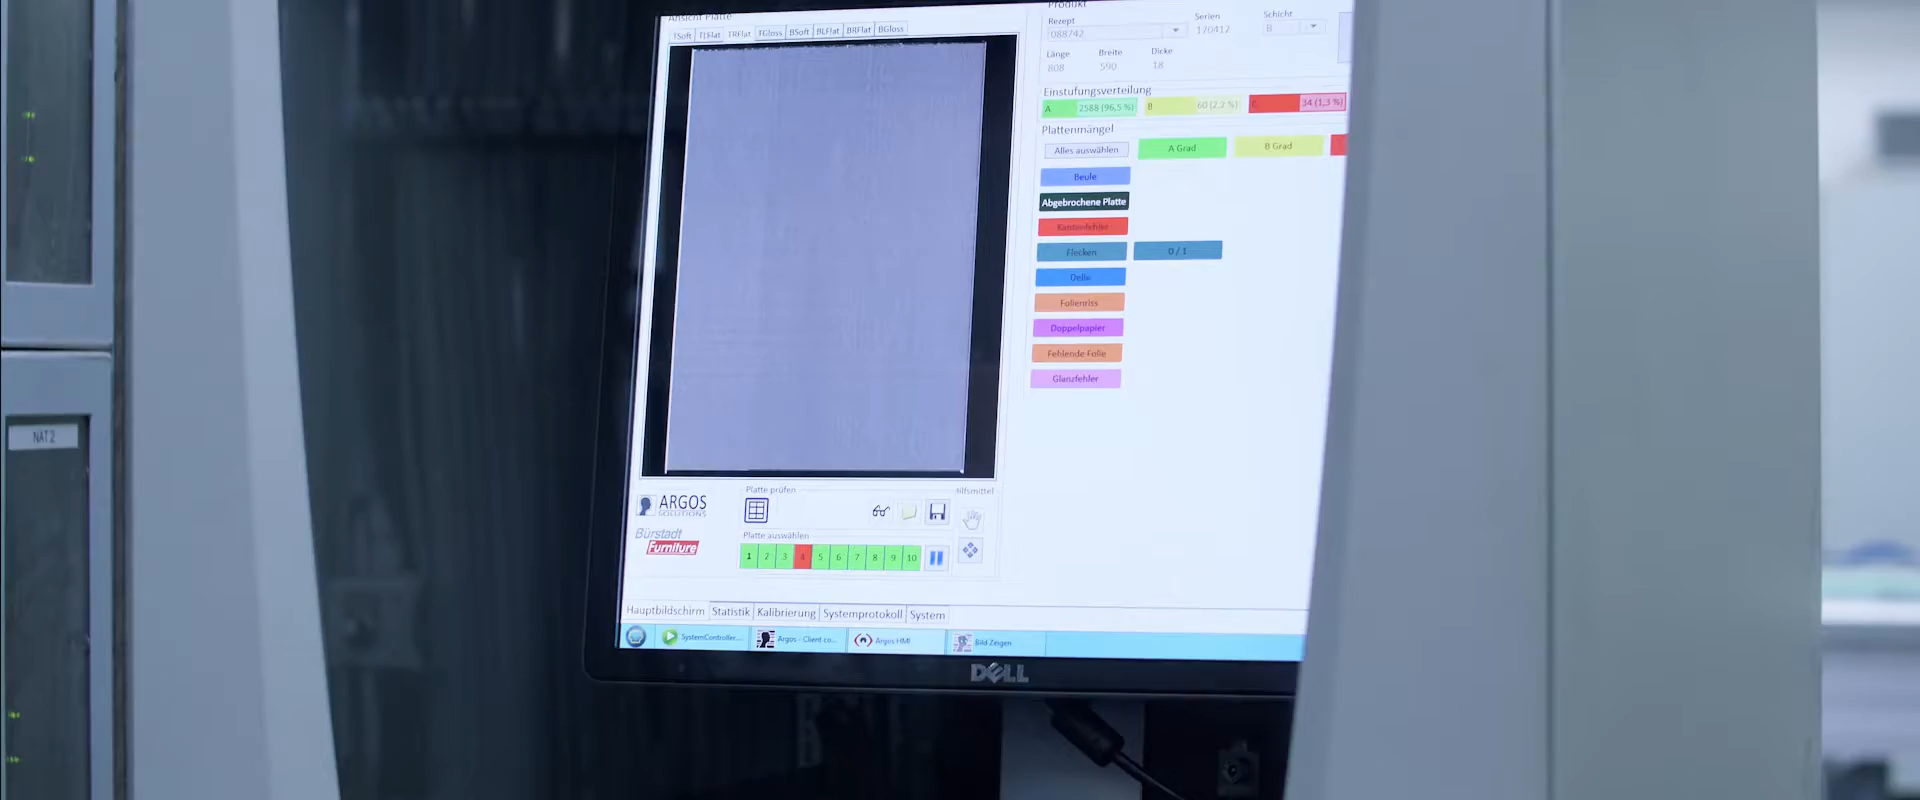 Ansicht Platte
TSoft TLFlat TRFlat TGloss BSoft BLFlat BRFlat BGloss
Produkt
Rezept Serien Schicht
088742 170412 B
Länge Breite Dicke
808 590 18
Einstufungsverteilung
A 2588 (96,5 %) B 60 (2,2 %) C 34 (1,3 %)
Plattenmängel
Alles auswählen A Grad B Grad
Beule
Abgebrochene Platte
Kantenfehler
Flecken 0 / 1
Delle
Folienriss
Doppelpapier
Fehlende Folie
Glanzfehler
NAT2
ARGOS
SOLUTIONS
Bürstadt
Furniture
Platte prüfen
Hilfsmittel
Platte auswählen
1 2 3 4 5 6 7 8 9 10
Hauptbildschirm Statistik Kalibrierung Systemprotokoll System
SystemController... Argos - Client co... Argos HMI Bild Zeigen
DELL